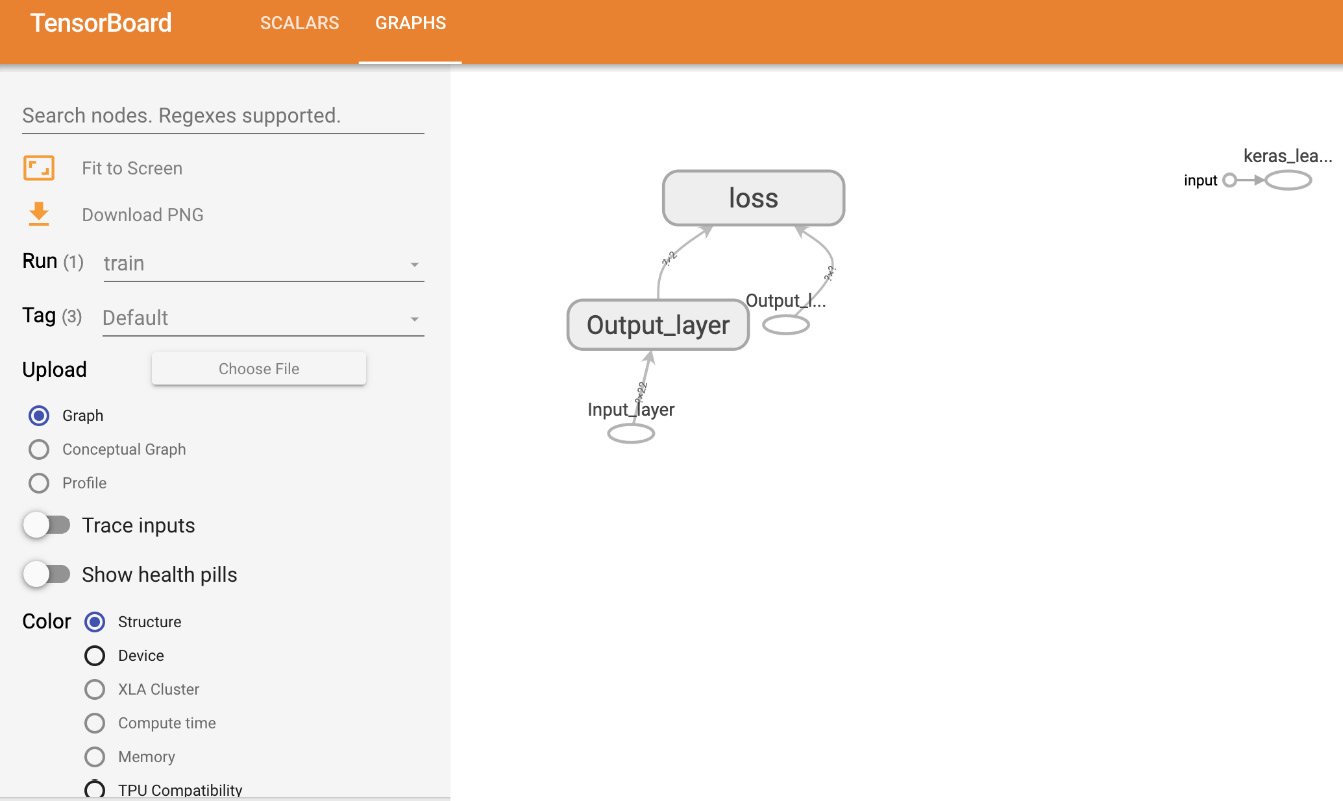 TensorBoard SCALARS GRAPHS
Search nodes. Regexes supported.
Fit to Screen
Download PNG
Run (1) train
Tag (3) Default
Upload Choose File
Graph
Conceptual Graph
Profile
Trace inputs
Show health pills
Color Structure
Device
XLA Cluster
Compute time
Memory
TPU Compatibility
keras_lea...
input
loss
?×2
?×?
Output_l...
Output_layer
?×22
Input_layer